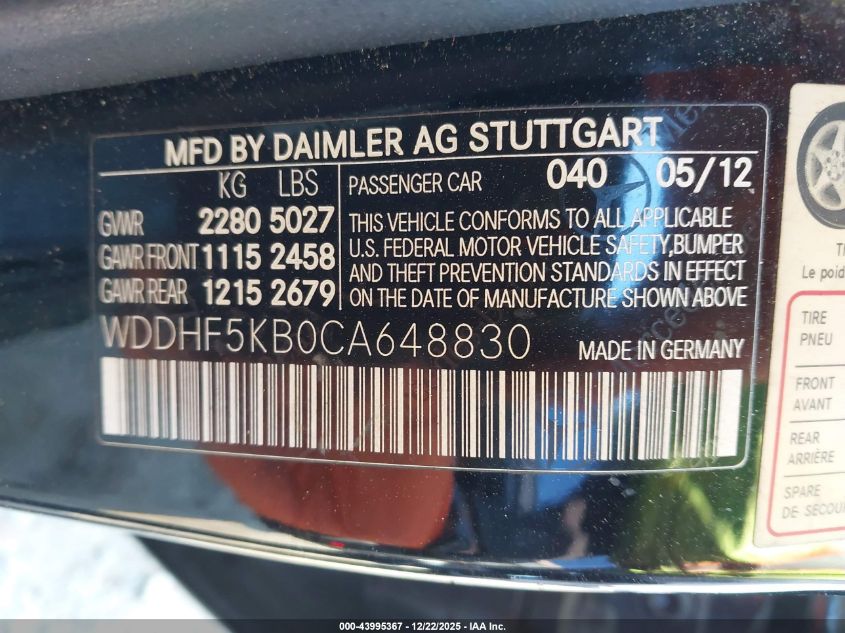 MFD BY DAIMLER AG STUTTGART
KG LBS PASSENGER CAR 040 05/12
GVWR 2280 5027
GAWR FRONT 1115 2458
GAWR REAR 1215 2679
THIS VEHICLE CONFORMS TO ALL APPLICABLE
U.S. FEDERAL MOTOR VEHICLE SAFETY,BUMPER
AND THEFT PREVENTION STANDARDS IN EFFECT
ON THE DATE OF MANUFACTURE SHOWN ABOVE
WDDHF5KB0CA648830 MADE IN GERMANY
Le poid
TIRE
PNEU
FRONT
AVANT
REAR
ARRIÈRE
SPARE
DE SECOU
000-43995367 - 12/22/2025 - IAA Inc.